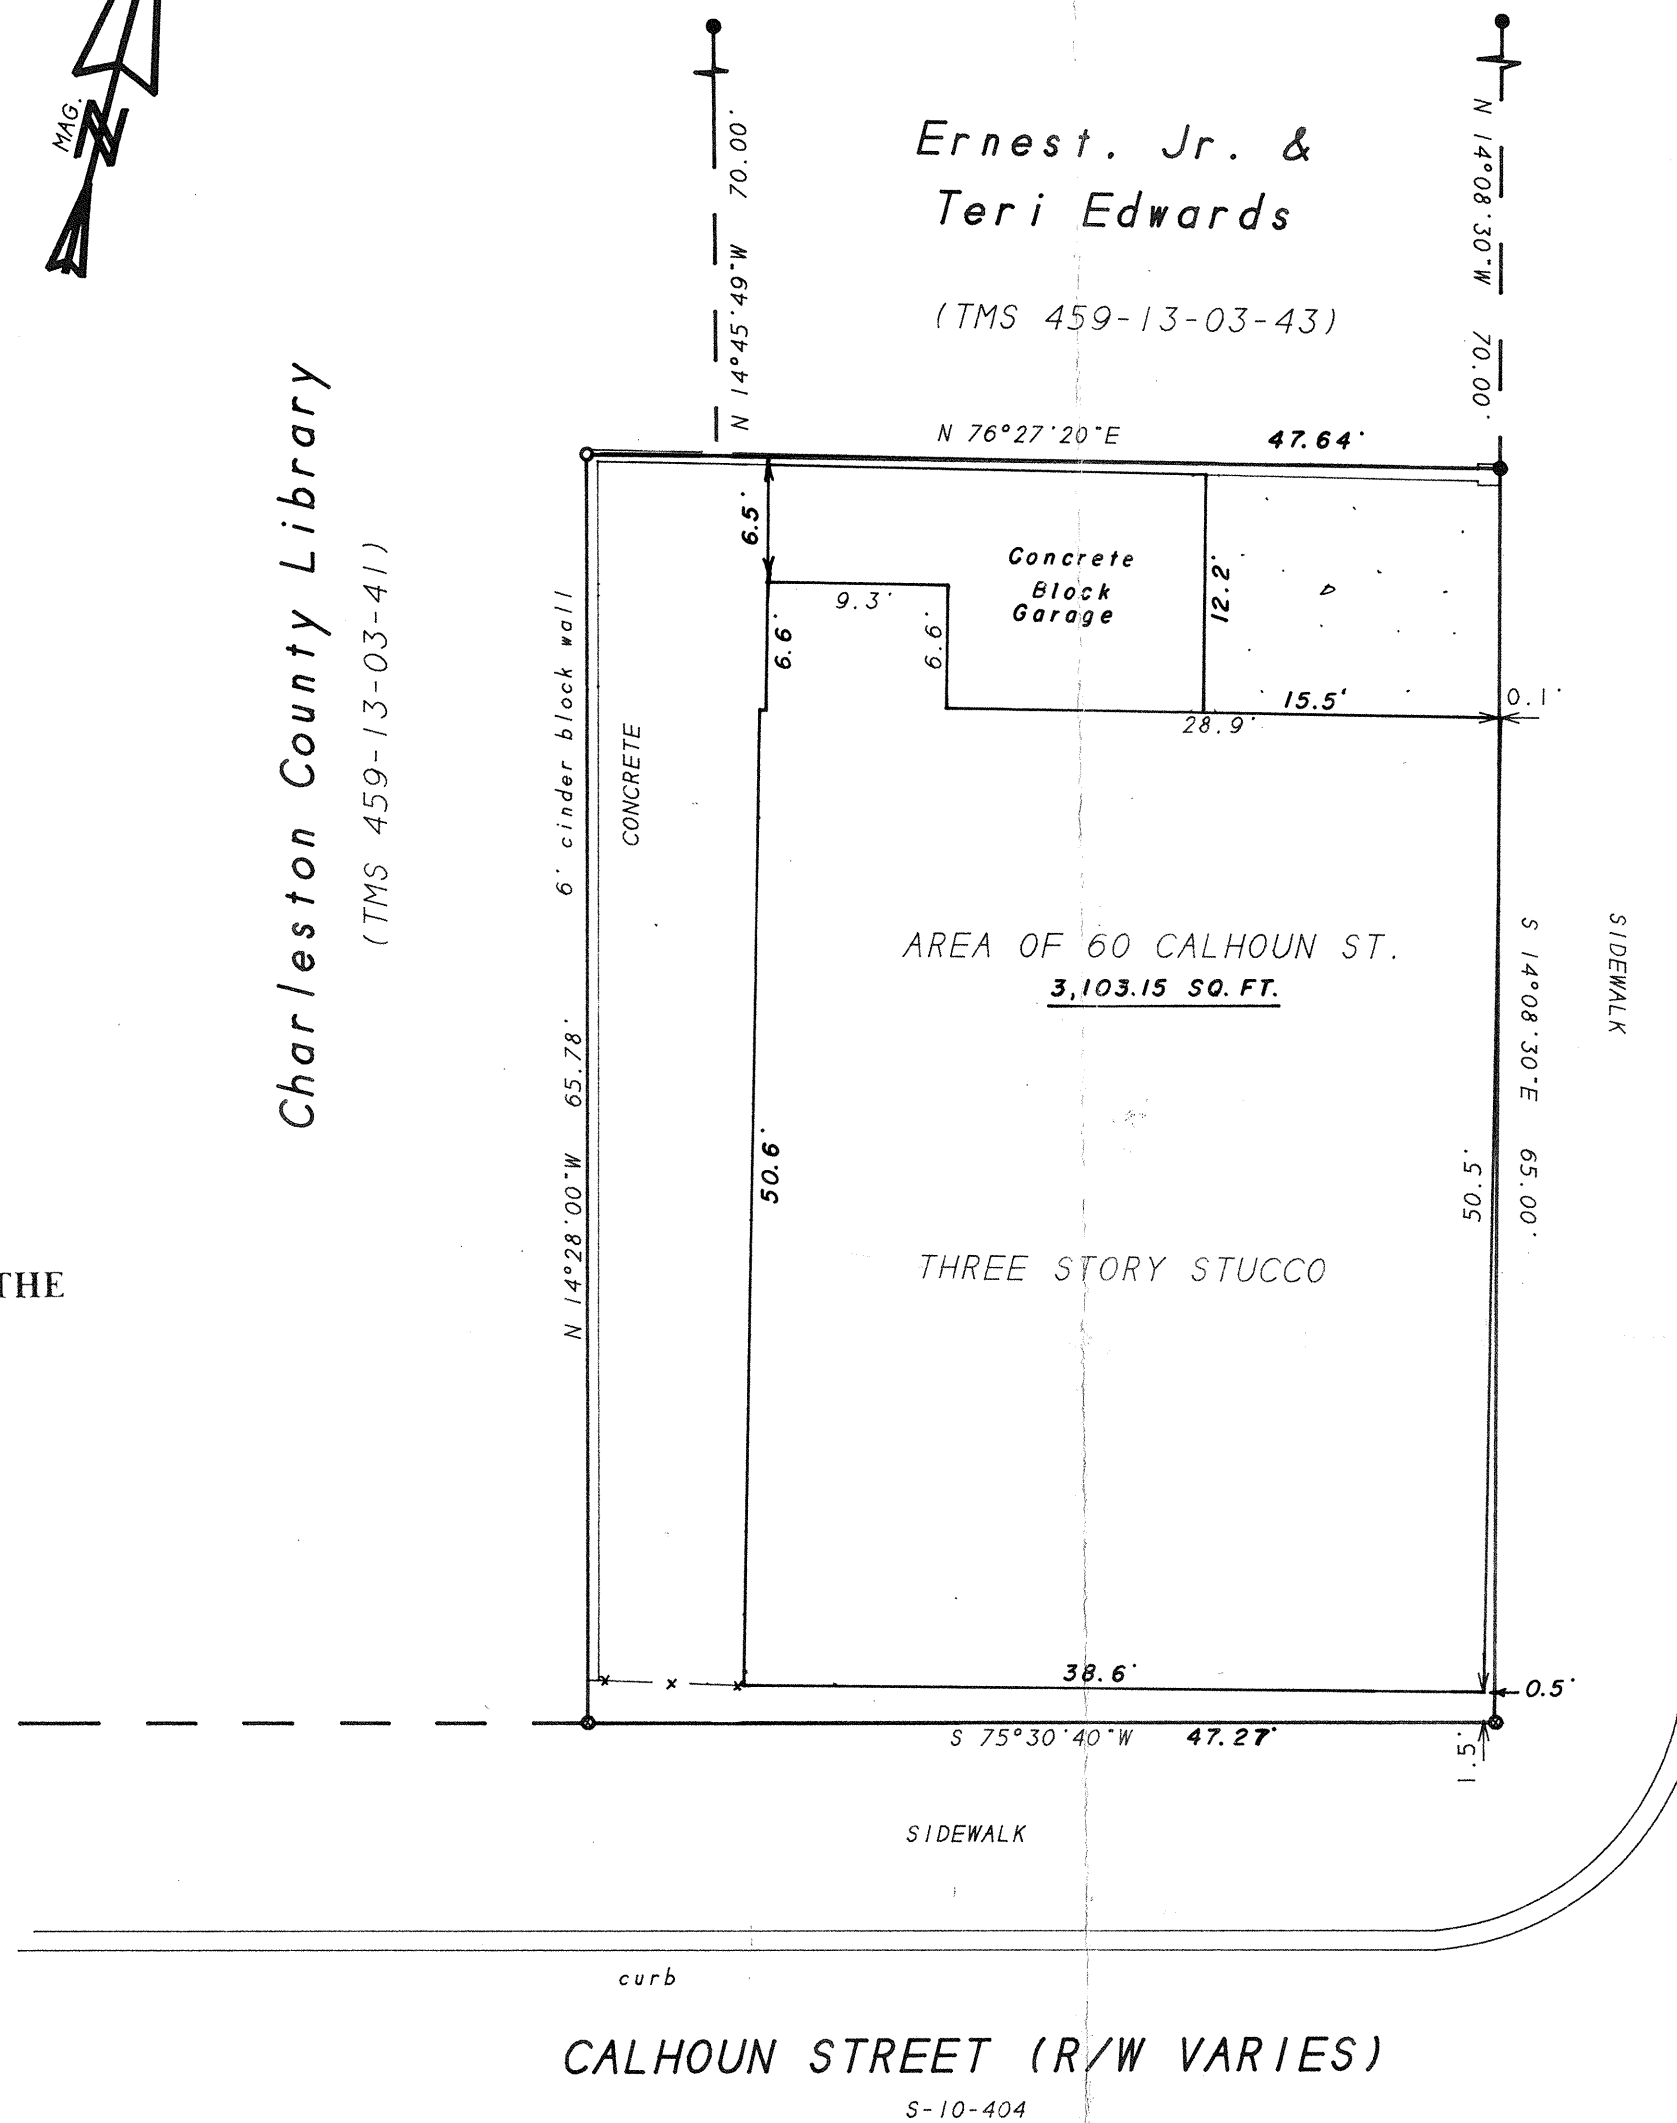 MAG.
N
N 14°45'49"W 70.00'
Ernest. Jr. &
Teri Edwards
(TMS 459-13-03-43)
N 14°08'30"W 70.00'
N 76°27'20"E 47.64'
Charleston County Library
(TMS 459-13-03-41)
6' cinder block wall
N 14°28'00"W 65.78'
CONCRETE
6.5'
9.3'
6.6'
6.6'
Concrete
Block
Garage
12.2'
15.5'
28.9'
0.1'
AREA OF 60 CALHOUN ST.
3,103.15 SQ. FT.
S 14°08'30"E 65.00'
SIDEWALK
50.6'
50.5'
THREE STORY STUCCO
THE
38.6'
0.5'
S 75°30'40"W 47.27'
1.5'
SIDEWALK
curb
CALHOUN STREET (R/W VARIES)
S-10-404